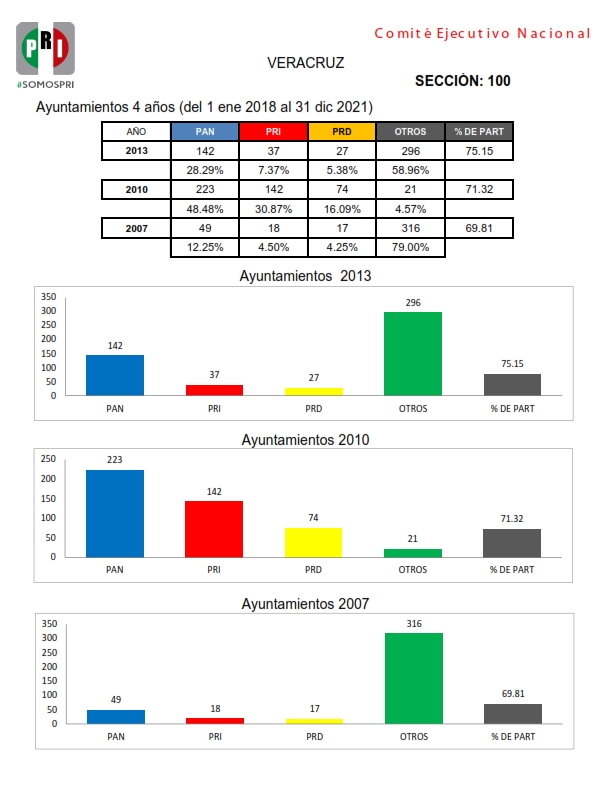 PRI
#SOMOSPRI
Comité Ejecutivo Nacional
VERACRUZ
SECCIÓN: 100
Ayuntamientos 4 años (del 1 ene 2018 al 31 dic 2021)
AÑO PAN PRI PRD OTROS % DE PART
2013 142 37 27 296 75.15
28.29% 7.37% 5.38% 58.96%
2010 223 142 74 21 71.32
48.48% 30.87% 16.09% 4.57%
2007 49 18 17 316 69.81
12.25% 4.50% 4.25% 79.00%
Ayuntamientos 2013
350
300
250
200
150
100
50
0
142 37 27 296 75.15
PAN PRI PRD OTROS % DE PART
Ayuntamientos 2010
250
200
150
100
50
0
223 142 74 21 71.32
PAN PRI PRD OTROS % DE PART
Ayuntamientos 2007
350
300
250
200
150
100
50
0
49 18 17 316 69.81
PAN PRI PRD OTROS % DE PART